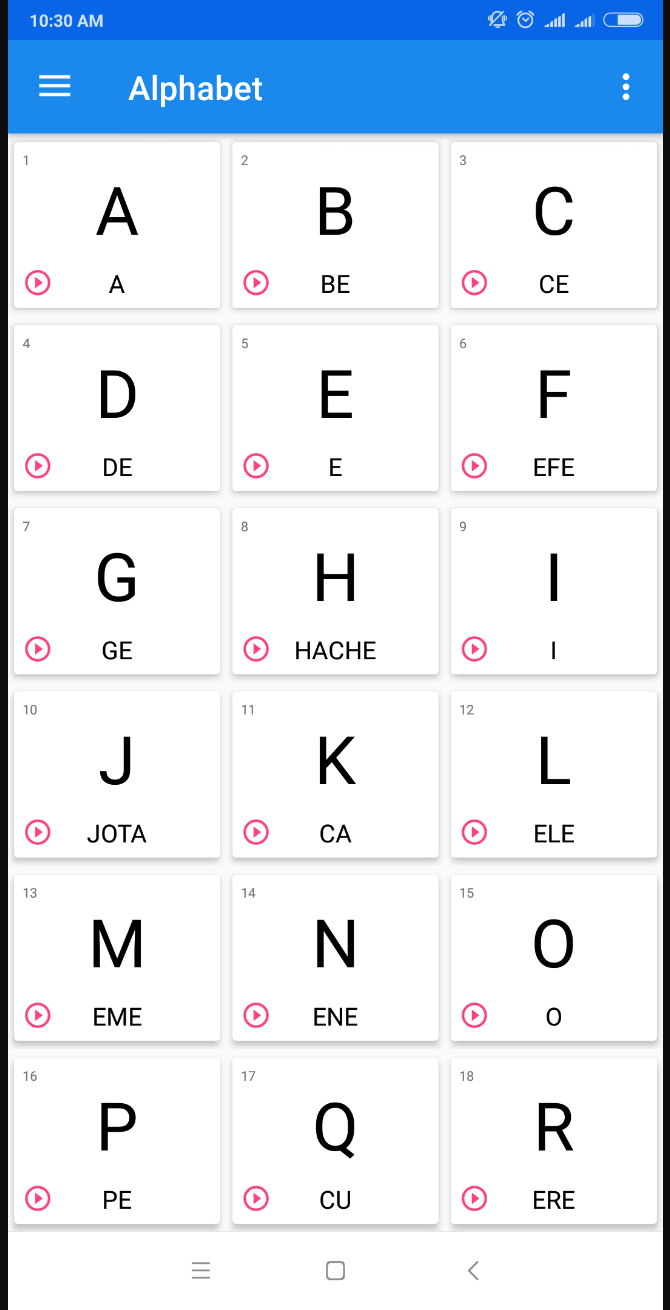 10:30 AM
Alphabet
1 2 3
A B C
A BE CE
4 5 6
D E F
DE E EFE
7 8 9
G H I
GE HACHE I
10 11 12
J K L
JOTA CA ELE
13 14 15
M N O
EME ENE O
16 17 18
P Q R
PE CU ERE